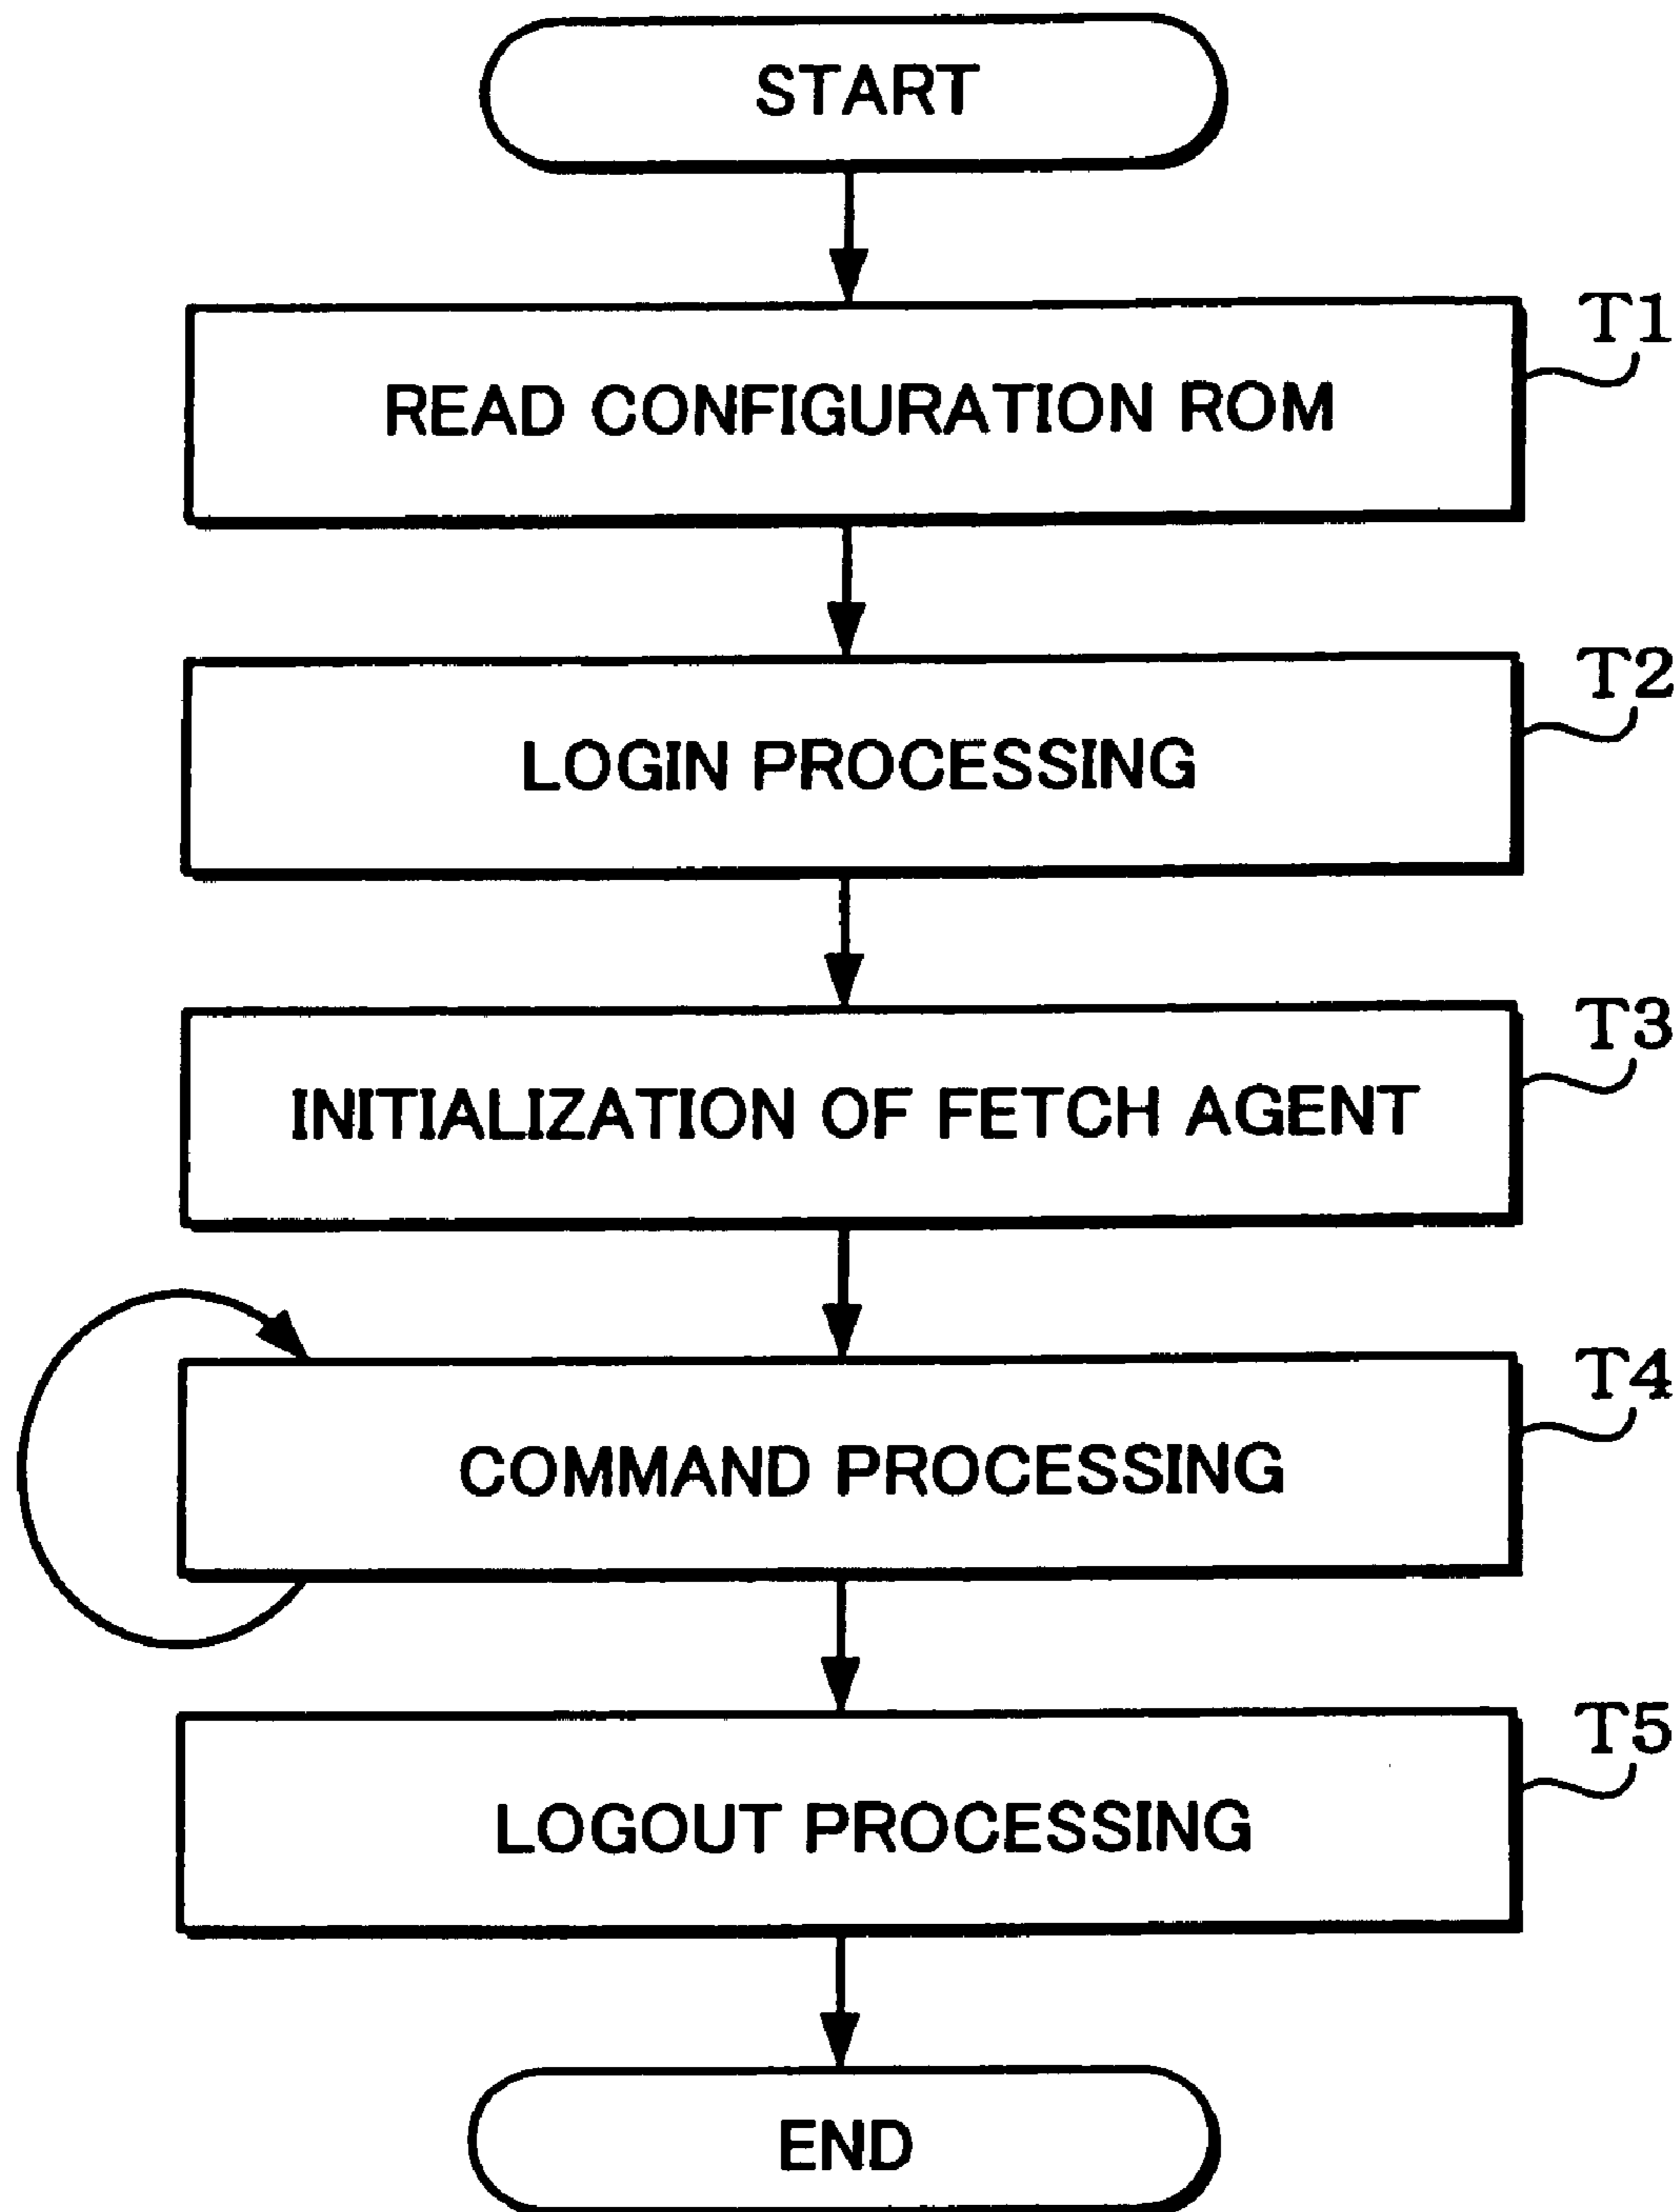 START
T1
READ CONFIGURATION ROM
T2
LOGIN PROCESSING
T3
INITIALIZATION OF FETCH AGENT
T4
COMMAND PROCESSING
T5
LOGOUT PROCESSING
END